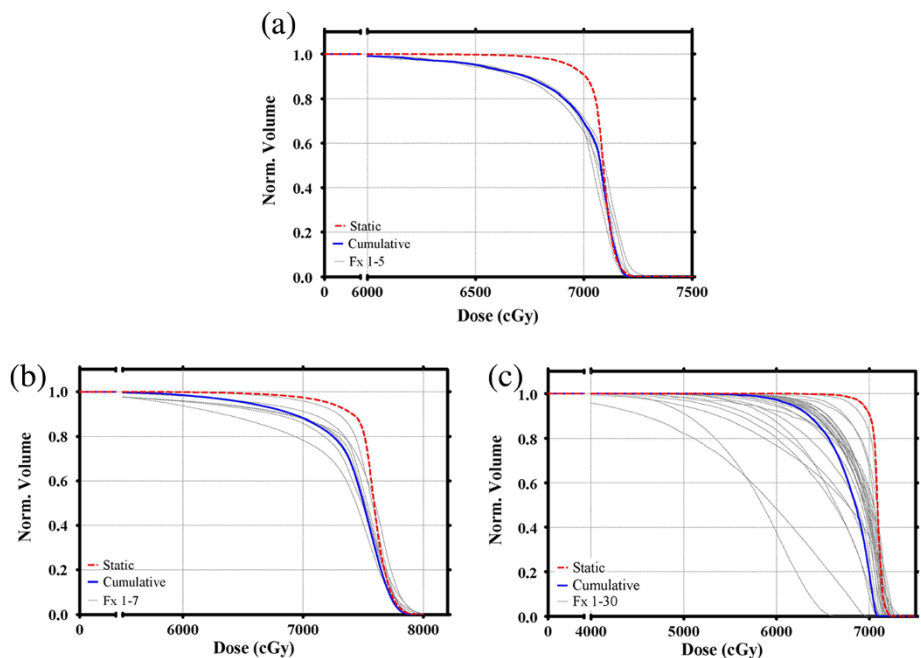 (a)
1.0
0.8
0.6
0.4
0.2
0.0
Norm. Volume
Static
Cumulative
Fx 1-5
0 6000 6500 7000 7500
Dose (cGy)
(b)
1.0
0.8
0.6
0.4
0.2
0.0
Norm. Volume
Static
Cumulative
Fx 1-7
0 6000 7000 8000
Dose (cGy)
(c)
1.0
0.8
0.6
0.4
0.2
0.0
Norm. Volume
Static
Cumulative
Fx 1-30
0 4000 5000 6000 7000
Dose (cGy)